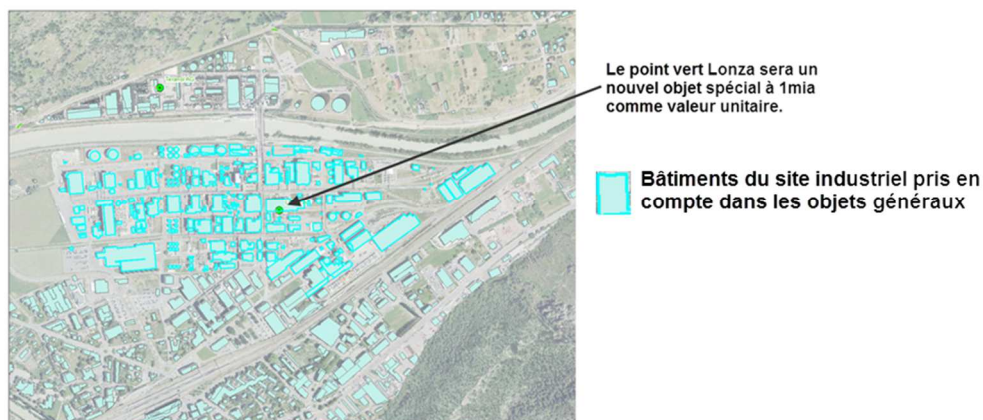 Le point vert Lonza sera un
nouvel objet spécial à 1mia
comme valeur unitaire.
Bâtiments du site industriel pris en
compte dans les objets généraux